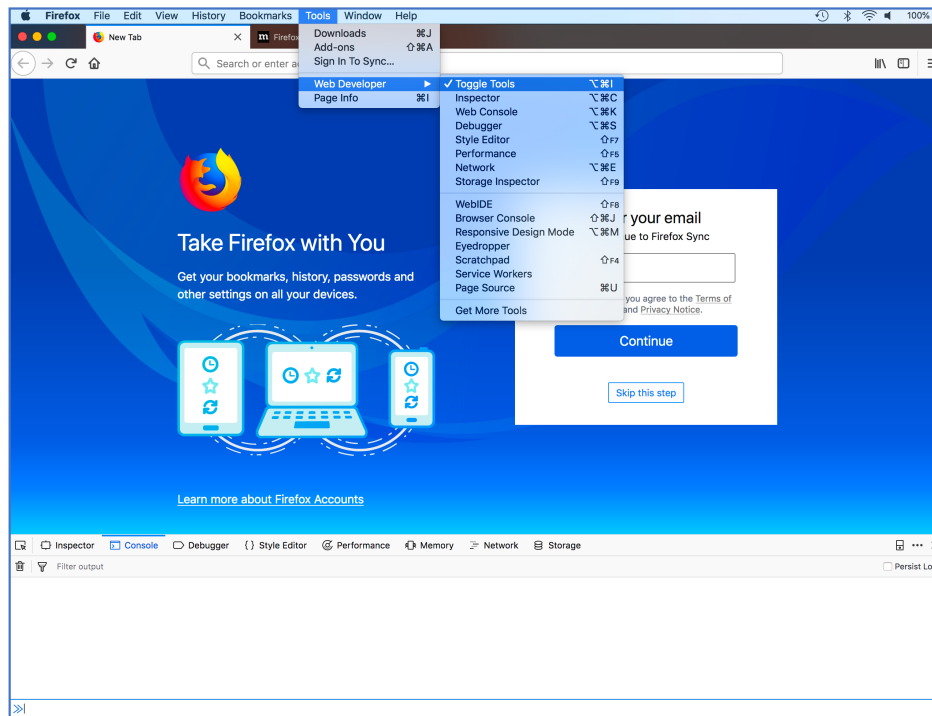 Firefox File Edit View History Bookmarks Tools Window Help 100%
New Tab
m Firefox
Search or enter a
Downloads ⌘J
Add-ons ⇧⌘A
Sign In To Sync...
Web Developer ▶
Page Info ⌘I
✓ Toggle Tools ⌥⌘I
Inspector ⌥⌘C
Web Console ⌥⌘K
Debugger ⌥⌘S
Style Editor ⇧F7
Performance ⇧F5
Network ⌥⌘E
Storage Inspector ⇧F9
WebIDE ⇧F8
Browser Console ⇧⌘J
Responsive Design Mode ⌥⌘M
Eyedropper
Scratchpad ⇧F4
Service Workers
Page Source ⌘U
Get More Tools
Take Firefox with You
Get your bookmarks, history, passwords and
other settings on all your devices.
Learn more about Firefox Accounts
r your email
ue to Firefox Sync
you agree to the Terms of
and Privacy Notice.
Continue
Skip this step
Inspector Console Debugger {} Style Editor Performance Memory Network Storage
Filter output Persist Lo